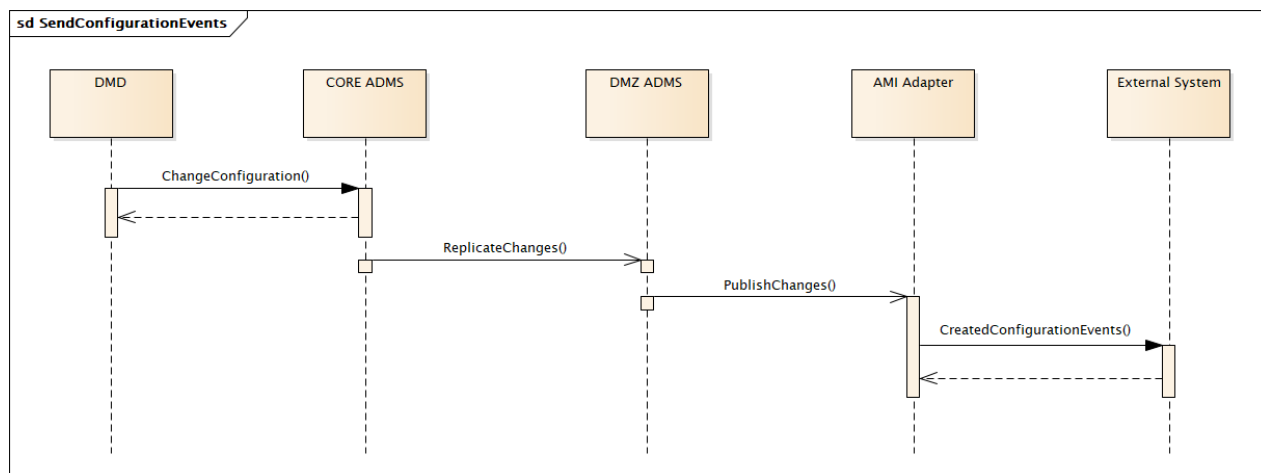 sd SendConfigurationEvents
DMD
CORE ADMS
DMZ ADMS
AMI Adapter
External System
ChangeConfiguration()
ReplicateChanges()
PublishChanges()
CreatedConfigurationEvents()